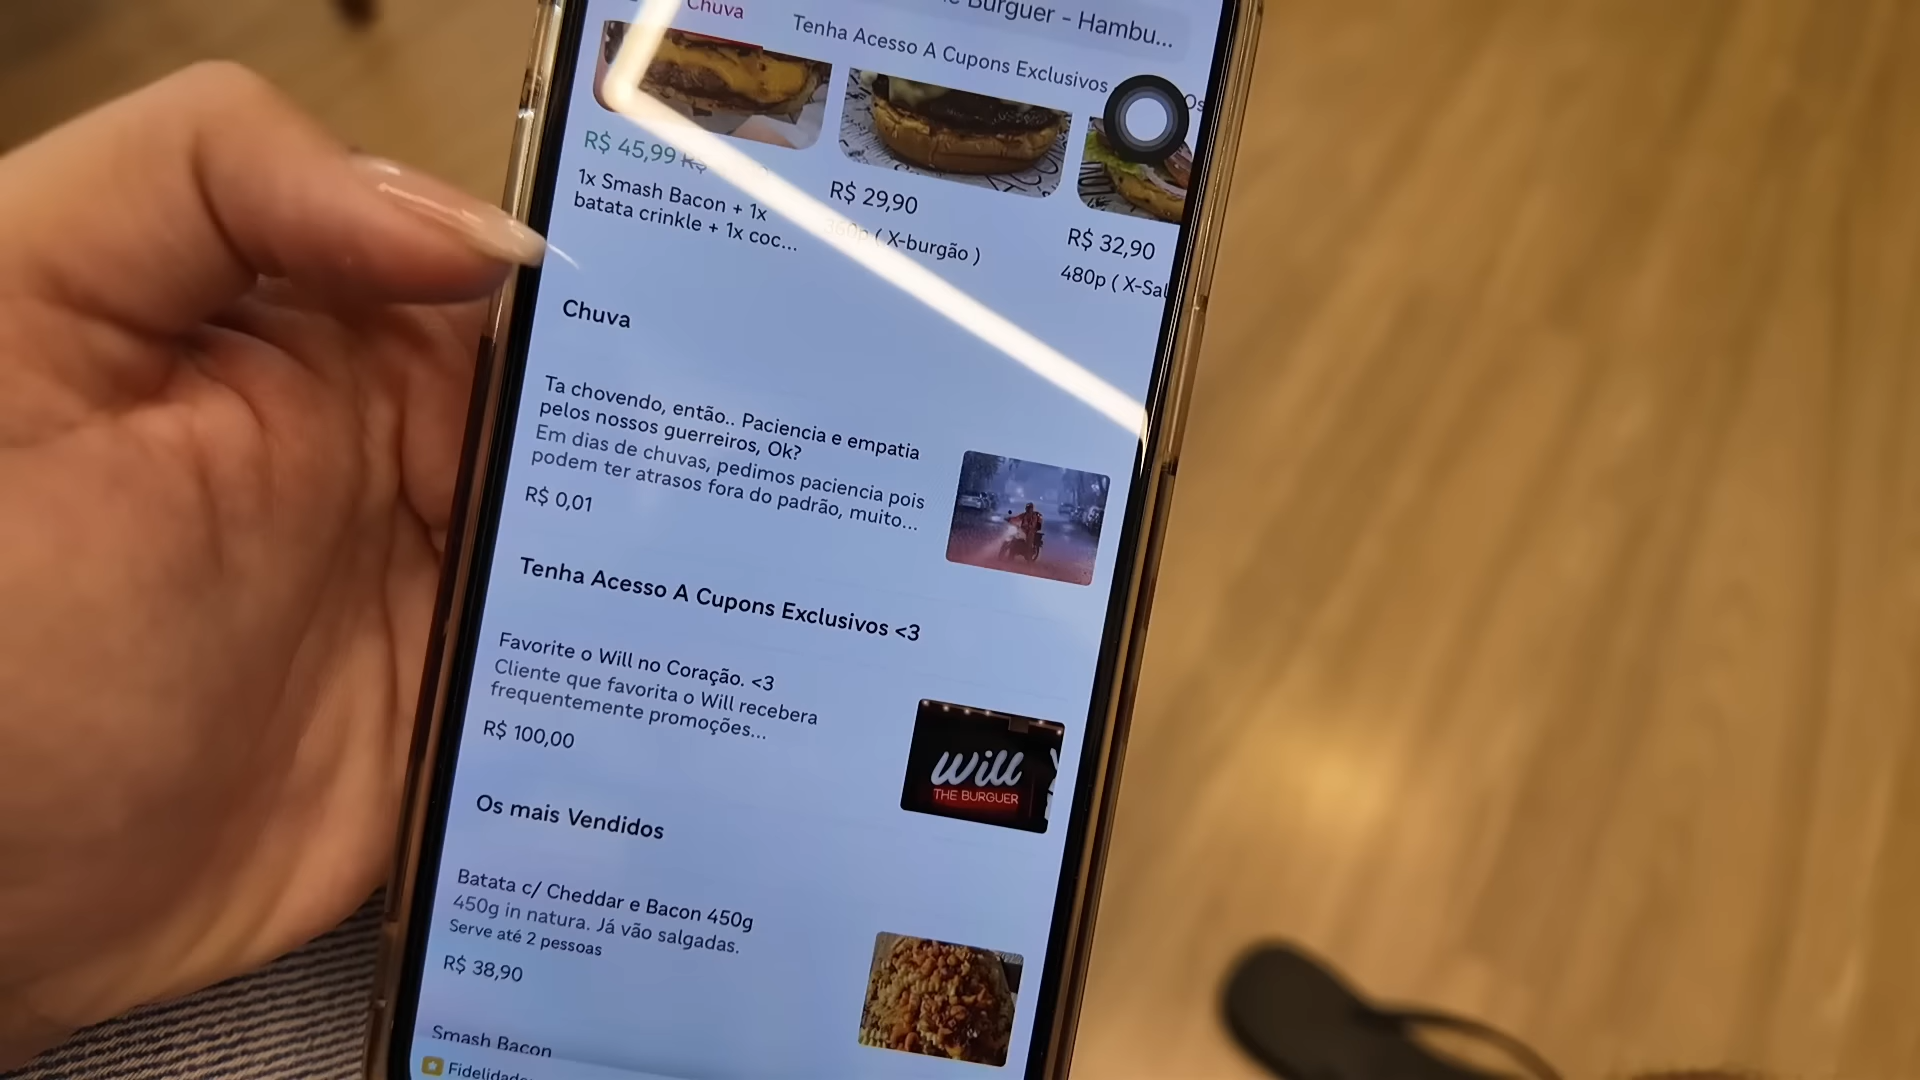 Burguer - Hambu...
Chuva
Tenha Acesso A Cupons Exclusivos
Os
R$ 45,99 R$
1x Smash Bacon + 1x
batata crinkle + 1x coc...
R$ 29,90
360p ( X-burgão )
R$ 32,90
480p ( X-Sal
Chuva
Ta chovendo, então.. Paciencia e empatia
pelos nossos guerreiros, Ok?
Em dias de chuvas, pedimos paciencia pois
podem ter atrasos fora do padrão, muito...
R$ 0,01
Tenha Acesso A Cupons Exclusivos <3
Favorite o Will no Coração. <3
Cliente que favorita o Will recebera
frequentemente promoções...
R$ 100,00
Will
THE BURGUER
Os mais Vendidos
Batata c/ Cheddar e Bacon 450g
450g in natura. Já vão salgadas.
Serve até 2 pessoas
R$ 38,90
Smash Bacon
Fidelidade